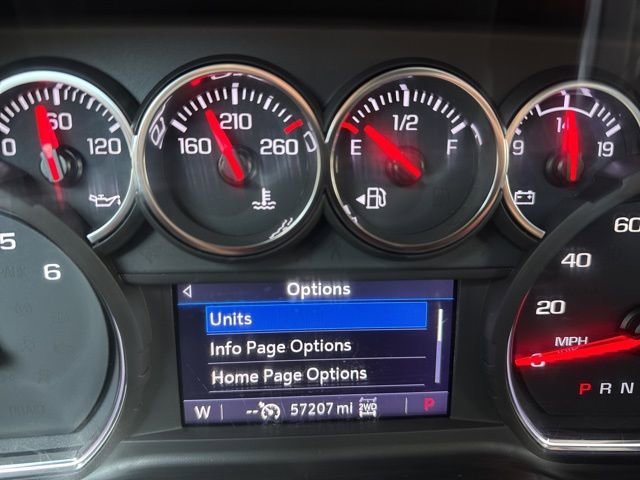 0 60 120
160 210 260
E 1/2 F
9 14 19
5
6
Options
Units
Info Page Options
Home Page Options
W -- 57207 mi 2WD P
60
40
20
MPH
P R N